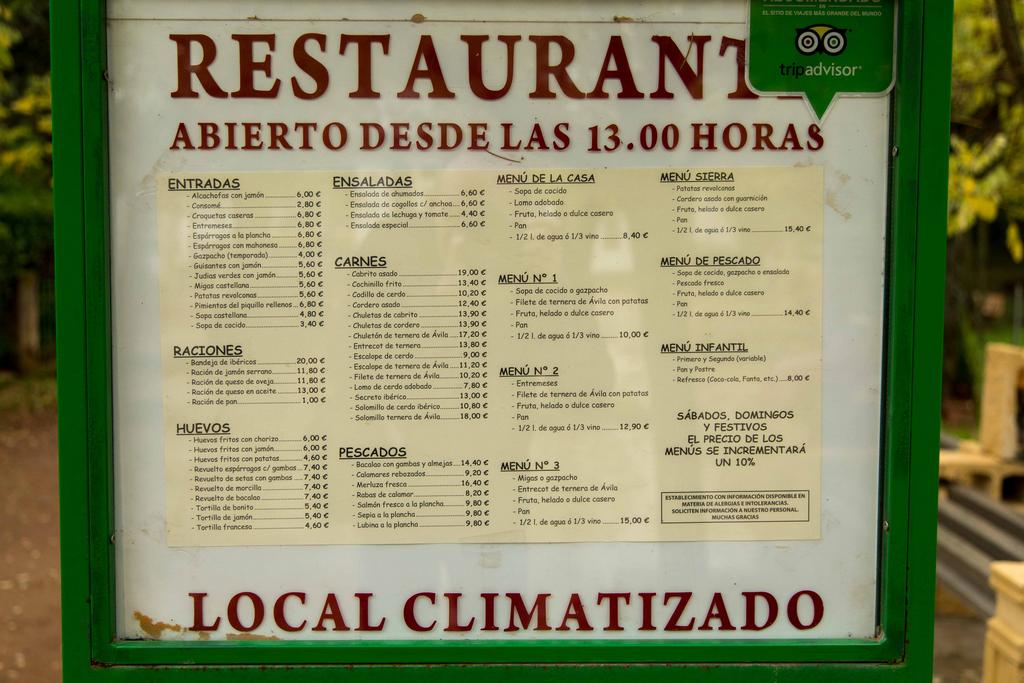 RECOMENDADO
EN
EL SITIO DE VIAJES MÁS GRANDE DEL MUNDO
tripadvisor
RESTAURANT
ABIERTO DESDE LAS 13.00 HORAS
ENTRADAS
- Alcachofas con jamón 6,00 €
- Consomé 2,80 €
- Croquetas caseras 6,80 €
- Entremeses 6,80 €
- Espárragos a la plancha 6,80 €
- Espárragos con mahonesa 6,80 €
- Gazpacho (temporada) 4,00 €
- Guisantes con jamón 5,60 €
- Judias verdes con jamón 5,60 €
- Migas castellana 5,60 €
- Patatas revolconas 5,60 €
- Pimientos del piquillo rellenos 6,80 €
- Sopa castellana 4,80 €
- Sopa de cocido 3,40 €
RACIONES
- Bandeja de ibéricos 20,00 €
- Ración de jamón serrano 11,80 €
- Ración de queso de oveja 11,80 €
- Ración de queso en aceite 13,00 €
- Ración de pan 1,00 €
HUEVOS
- Huevos fritos con chorizo 6,00 €
- Huevos fritos con jamón 6,00 €
- Huevos fritos con patatas 4,60 €
- Revuelto espárragos c/ gambas 7,40 €
- Revuelto de setas con gambas 7,40 €
- Revuelto de morcilla 7,40 €
- Revuelto de bacalao 7,40 €
- Tortilla de bonito 5,40 €
- Tortilla de jamón 5,40 €
- Tortilla francesa 4,60 €
ENSALADAS
- Ensalada de ahumados 6,60 €
- Ensalada de cogollos c/ anchoa 6,60 €
- Ensalada de lechuga y tomate 4,40 €
- Ensalada especial 6,60 €
CARNES
- Cabrito asado 19,00 €
- Cochinillo frito 13,40 €
- Codillo de cerdo 10,20 €
- Cordero asado 12,40 €
- Chuletas de cabrito 13,90 €
- Chuletas de cordero 13,90 €
- Chuletón de ternera de Ávila 17,20 €
- Entrecot de ternera 13,80 €
- Escalope de cerdo 9,00 €
- Escalope de ternera de Ávila 11,20 €
- Filete de ternera de Ávila 10,20 €
- Lomo de cerdo adobado 7,80 €
- Secreto ibérico 13,00 €
- Solomillo de cerdo ibérico 10,80 €
- Solomillo ternera de Ávila 18,00 €
PESCADOS
- Bacalao con gambas y almejas 14,40 €
- Calamares rebozados 9,20 €
- Merluza fresca 16,40 €
- Rabas de calamar 8,20 €
- Salmón fresco a la plancha 9,80 €
- Sepia a la plancha 9,80 €
- Lubina a la plancha 9,80 €
MENÚ DE LA CASA
- Sopa de cocido
- Lomo adobado
- Fruta, helado o dulce casero
- Pan
- 1/2 l. de agua ó 1/3 vino 8,40 €
MENÚ Nº 1
- Sopa de cocido o gazpacho
- Filete de ternera de Ávila con patatas
- Fruta, helado o dulce casero
- Pan
- 1/2 l. de agua ó 1/3 vino 10,00 €
MENÚ Nº 2
- Entremeses
- Filete de ternera de Ávila con patatas
- Fruta, helado o dulce casero
- Pan
- 1/2 l. de agua ó 1/3 vino 12,90 €
MENÚ Nº 3
- Migas o gazpacho
- Entrecot de ternera de Ávila
- Fruta, helado o dulce casero
- Pan
- 1/2 l. de agua ó 1/3 vino 15,00 €
MENÚ SIERRA
- Patatas revolconas
- Cordero asado con guarnición
- Fruta, helado o dulce casero
- Pan
- 1/2 l. de agua ó 1/3 vino 15,40 €
MENÚ DE PESCADO
- Sopa de cocido, gazpacho o ensalada
- Pescado fresco
- Fruta, helado o dulce casero
- Pan
- 1/2 l. de agua ó 1/3 vino 14,40 €
MENÚ INFANTIL
- Primero y Segundo (variable)
- Pan y Postre
- Refresco (Coca-cola, Fanta, etc.) 8,00 €
SÁBADOS, DOMINGOS
Y FESTIVOS
EL PRECIO DE LOS
MENÚS SE INCREMENTARÁ
UN 10%
ESTABLECIMIENTO CON INFORMACIÓN DISPONIBLE EN
MATERIA DE ALERGIAS E INTOLERANCIAS.
SOLICITEN INFORMACIÓN A NUESTRO PERSONAL.
MUCHAS GRACIAS
LOCAL CLIMATIZADO